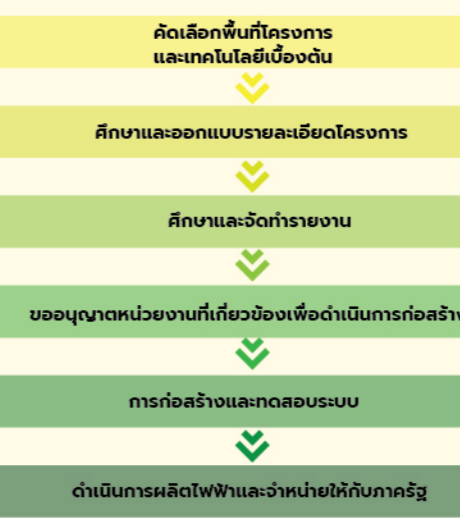 คัดเลือกพื้นที่โครงการ
และเทคโนโลยีเบื้องต้น
ศึกษาและออกแบบรายละเอียดโครงการ
ศึกษาและจัดทำรายงาน
ขออนุญาตหน่วยงานที่เกี่ยวข้องเพื่อดำเนินการก่อสร้าง
การก่อสร้างและทดสอบระบบ
ดำเนินการผลิตไฟฟ้าและจำหน่ายให้กับภาครัฐ